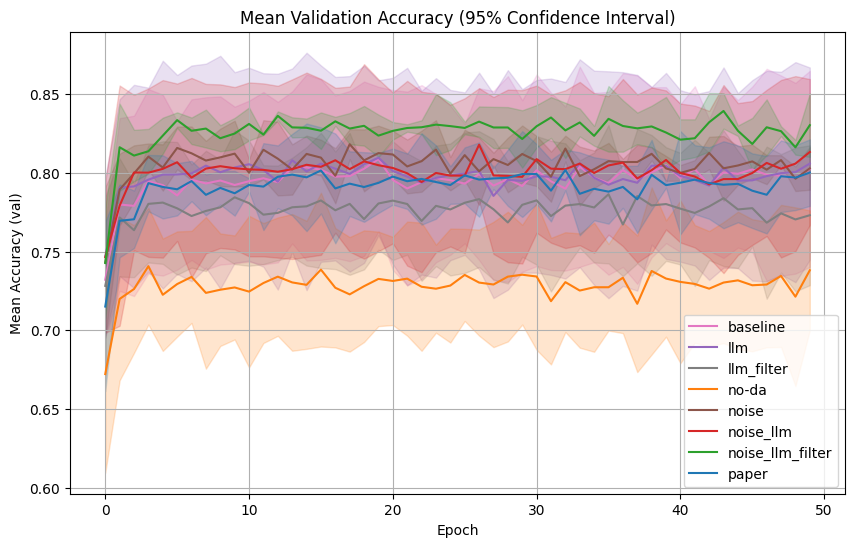 Mean Validation Accuracy (95% Confidence Interval)
Mean Accuracy (val)
0.85
0.80
0.75
0.70
0.65
0.60
0
10
20
30
40
50
Epoch
baseline
llm
llm_filter
no-da
noise
noise_llm
noise_llm_filter
paper